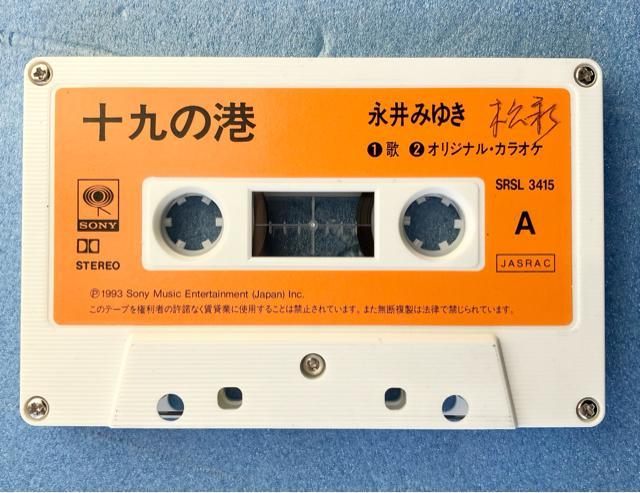 十九の港
永井みゆき
❶歌 ❷オリジナル・カラオケ
SRSL 3415
A
SONY
STEREO
JASRAC
Ⓟ1993 Sony Music Entertainment (Japan) Inc.
このテープを権利者の許諾なく賃貸業に使用することは禁止されています。また無断複製は法律で禁じられています。